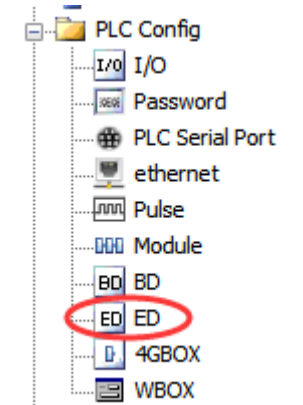 PLC Config
I/O I/O
Password
PLC Serial Port
ethernet
Pulse
Module
BD BD
ED ED
4GBOX
WBOX